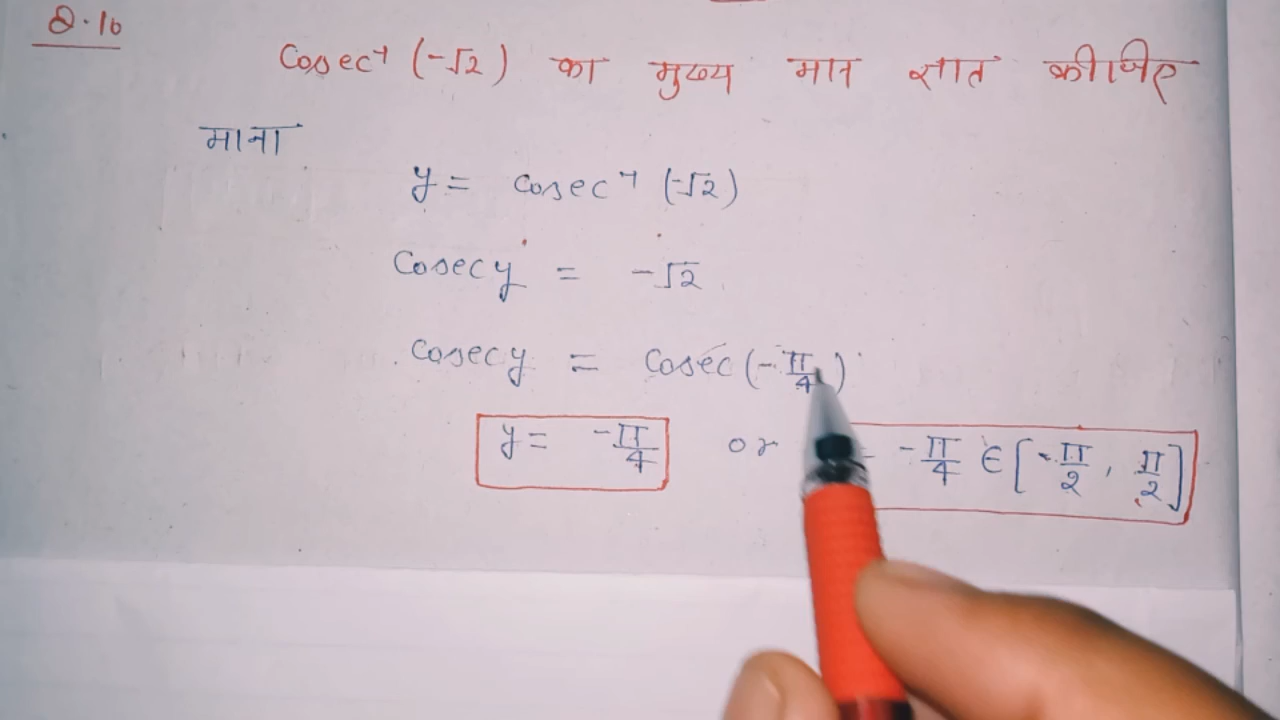 Q.10
Cosec⁻¹ (-√2) का मुख्य मान ज्ञात कीजिए
माना
y = cosec⁻¹ (-√2)
Cosec y = -√2
cosec y = Cosec (-π/4)
y = -π/4 or = -π/4 ∈ [-π/2, π/2]